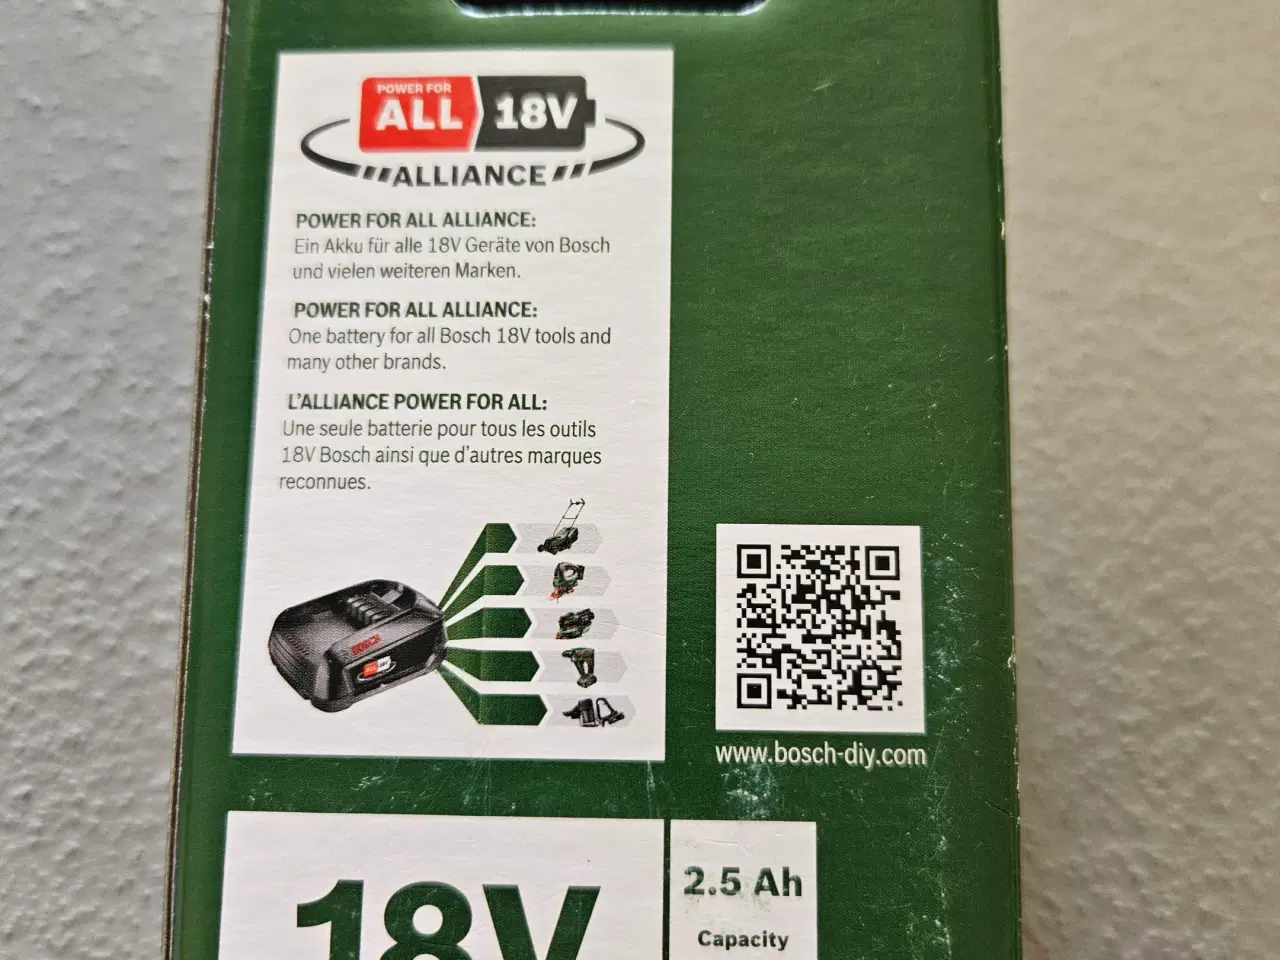 POWER FOR
ALL 18V
ALLIANCE
POWER FOR ALL ALLIANCE:
Ein Akku für alle 18V Geräte von Bosch
und vielen weiteren Marken.
POWER FOR ALL ALLIANCE:
One battery for all Bosch 18V tools and
many other brands.
L'ALLIANCE POWER FOR ALL:
Une seule batterie pour tous les outils
18V Bosch ainsi que d'autres marques
reconnues.
BOSCH
ALL 18V
www.bosch-diy.com
18V
2.5 Ah
Capacity